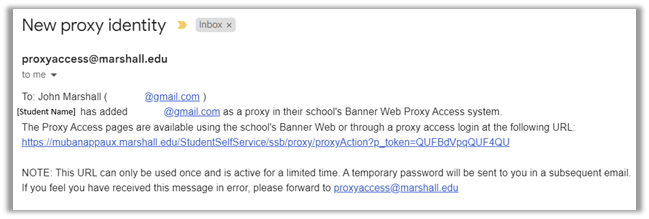 New proxy identity Inbox ×
proxyaccess@marshall.edu
to me
To: John Marshall ( @gmail.com )
[Student Name] has added @gmail.com as a proxy in their school's Banner Web Proxy Access system.
The Proxy Access pages are available using the school's Banner Web or through a proxy access login at the following URL:
https://mubanappaux.marshall.edu/StudentSelfService/ssb/proxy/proxyAction?p_token=QUFBdVpqQUF4QU
NOTE: This URL can only be used once and is active for a limited time. A temporary password will be sent to you in a subsequent email.
If you feel you have received this message in error, please forward to proxyaccess@marshall.edu